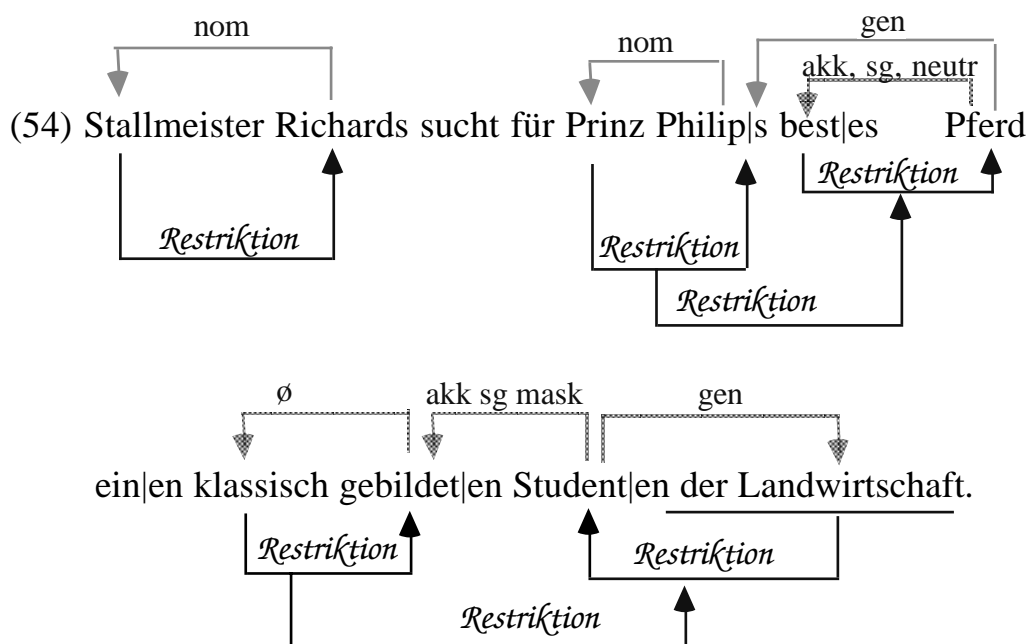 nom nom gen
akk, sg, neutr
(54) Stallmeister Richards sucht für Prinz Philip|s best|es Pferd
Restriktion
Restriktion Restriktion
Restriktion
ø akk sg mask gen
ein|en klassisch gebildet|en Student|en der Landwirtschaft.
Restriktion Restriktion
Restriktion